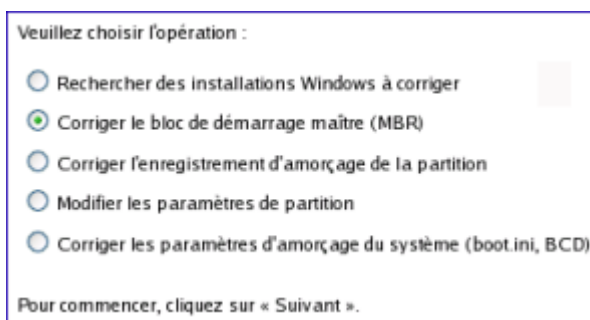 Veuillez choisir l'opération :
Rechercher des installations Windows à corriger
Corriger le bloc de démarrage maître (MBR)
Corriger l'enregistrement d'amorçage de la partition
Modifier les paramètres de partition
Corriger les paramètres d'amorçage du système (boot.ini, BCD)
Pour commencer, cliquez sur « Suivant ».